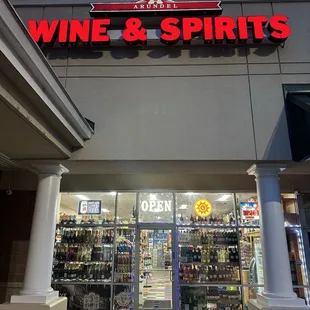 ARUNDEL
WINE & SPIRITS
OPEN